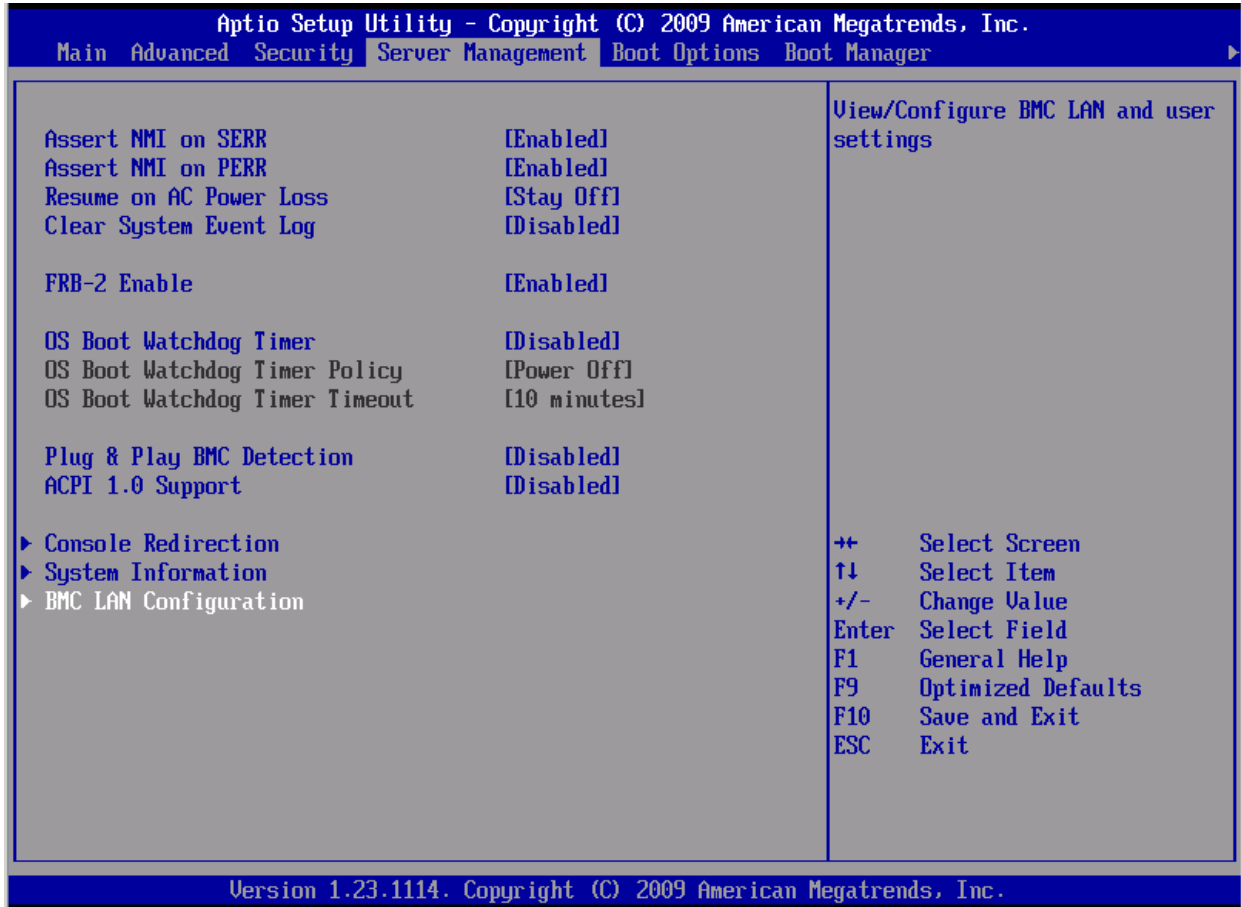 Aptio Setup Utility - Copyright (C) 2009 American Megatrends, Inc.
Main Advanced Security Server Management Boot Options Boot Manager
Assert NMI on SERR [Enabled]
Assert NMI on PERR [Enabled]
Resume on AC Power Loss [Stay Off]
Clear System Event Log [Disabled]
FRB-2 Enable [Enabled]
OS Boot Watchdog Timer [Disabled]
OS Boot Watchdog Timer Policy [Power Off]
OS Boot Watchdog Timer Timeout [10 minutes]
Plug & Play BMC Detection [Disabled]
ACPI 1.0 Support [Disabled]
Console Redirection
System Information
BMC LAN Configuration
View/Configure BMC LAN and user
settings
→← Select Screen
↑↓ Select Item
+/- Change Value
Enter Select Field
F1 General Help
F9 Optimized Defaults
F10 Save and Exit
ESC Exit
Version 1.23.1114. Copyright (C) 2009 American Megatrends, Inc.